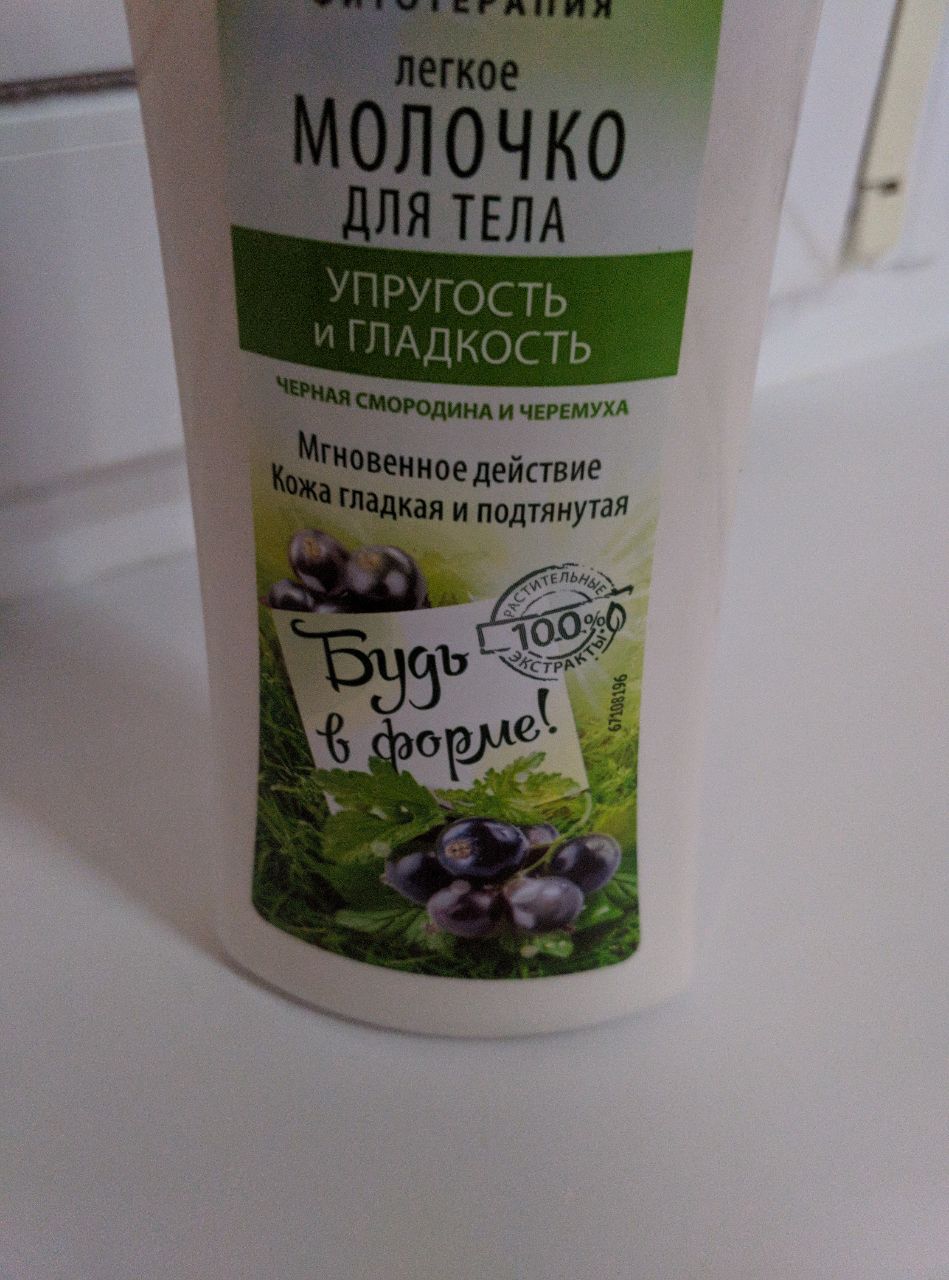 ФИТОТЕРАПИЯ
легкое
МОЛОЧКО
ДЛЯ ТЕЛА
УПРУГОСТЬ
и ГЛАДКОСТЬ
ЧЕРНАЯ СМОРОДИНА И ЧЕРЕМУХА
Мгновенное действие
Кожа гладкая и подтянутая
РАСТИТЕЛЬНЫЕ
100%
ЭКСТРАКТЫ
Будь
в форме!
67108196